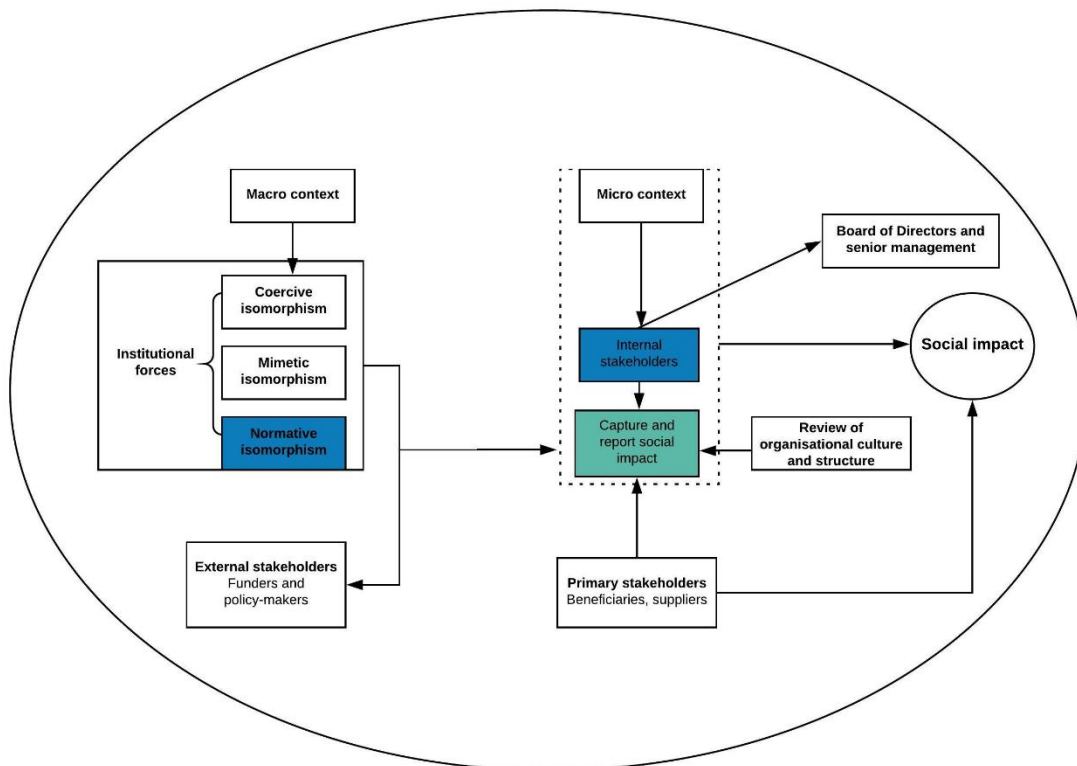 Macro context
Coercive
isomorphism
Institutional
forces
Mimetic
isomorphism
Normative
isomorphism
External stakeholders
Funders and
policy-makers
Micro context
Internal
stakeholders
Capture and
report social
impact
Primary stakeholders
Beneficiaries, suppliers
Board of Directors and
senior management
Social impact
Review of
organisational culture
and structure